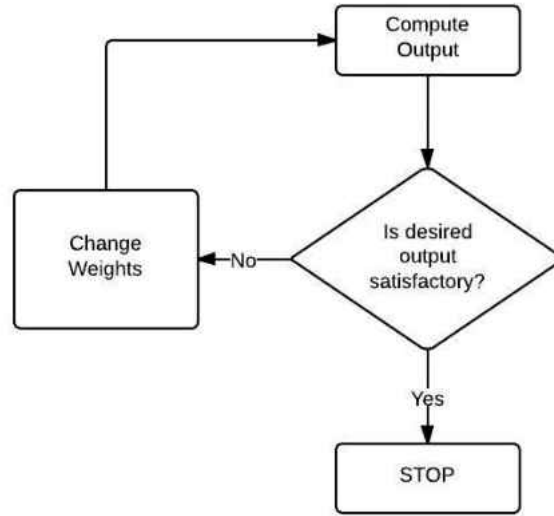 Compute
Output
Is desired
output
satisfactory?
No
Change
Weights
Yes
STOP